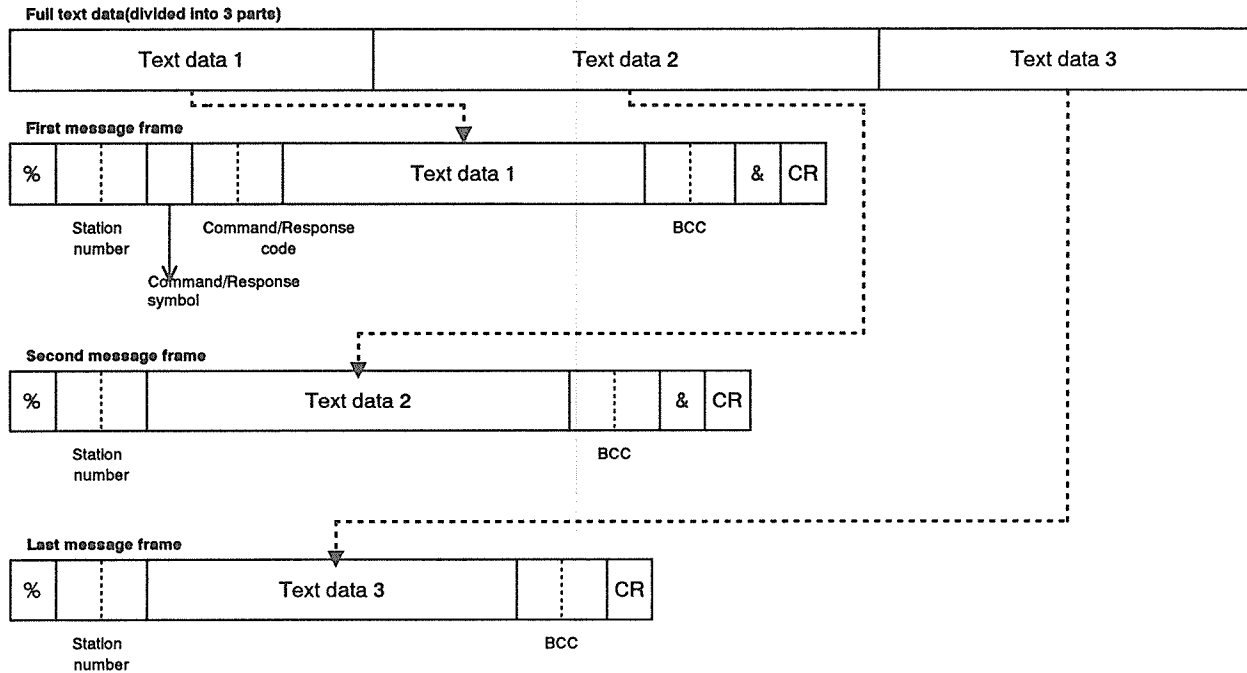 Full text data(divided into 3 parts)
Text data 1
Text data 2
Text data 3
First message frame
%
Text data 1
&
CR
Station
number
Command/Response
code
BCC
Command/Response
symbol
Second message frame
%
Text data 2
&
CR
Station
number
BCC
Last message frame
%
Text data 3
CR
Station
number
BCC